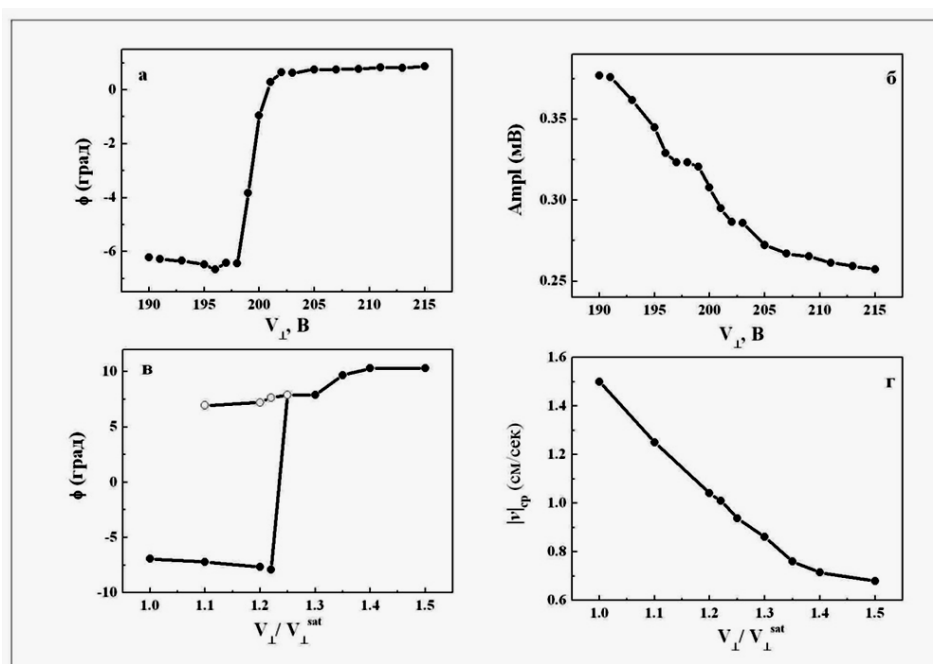 а
ϕ (град)
0
-2
-4
-6
190 195 200 205 210 215
V⊥, В
б
Ampl (мВ)
0.35
0.30
0.25
190 195 200 205 210 215
V⊥, В
в
ϕ (град)
10
5
0
-5
-10
1.0 1.1 1.2 1.3 1.4 1.5
V⊥/ V⊥sat
г
|v|ср (см/сек)
1.6
1.4
1.2
1.0
0.8
0.6
1.0 1.1 1.2 1.3 1.4 1.5
V⊥/ V⊥sat